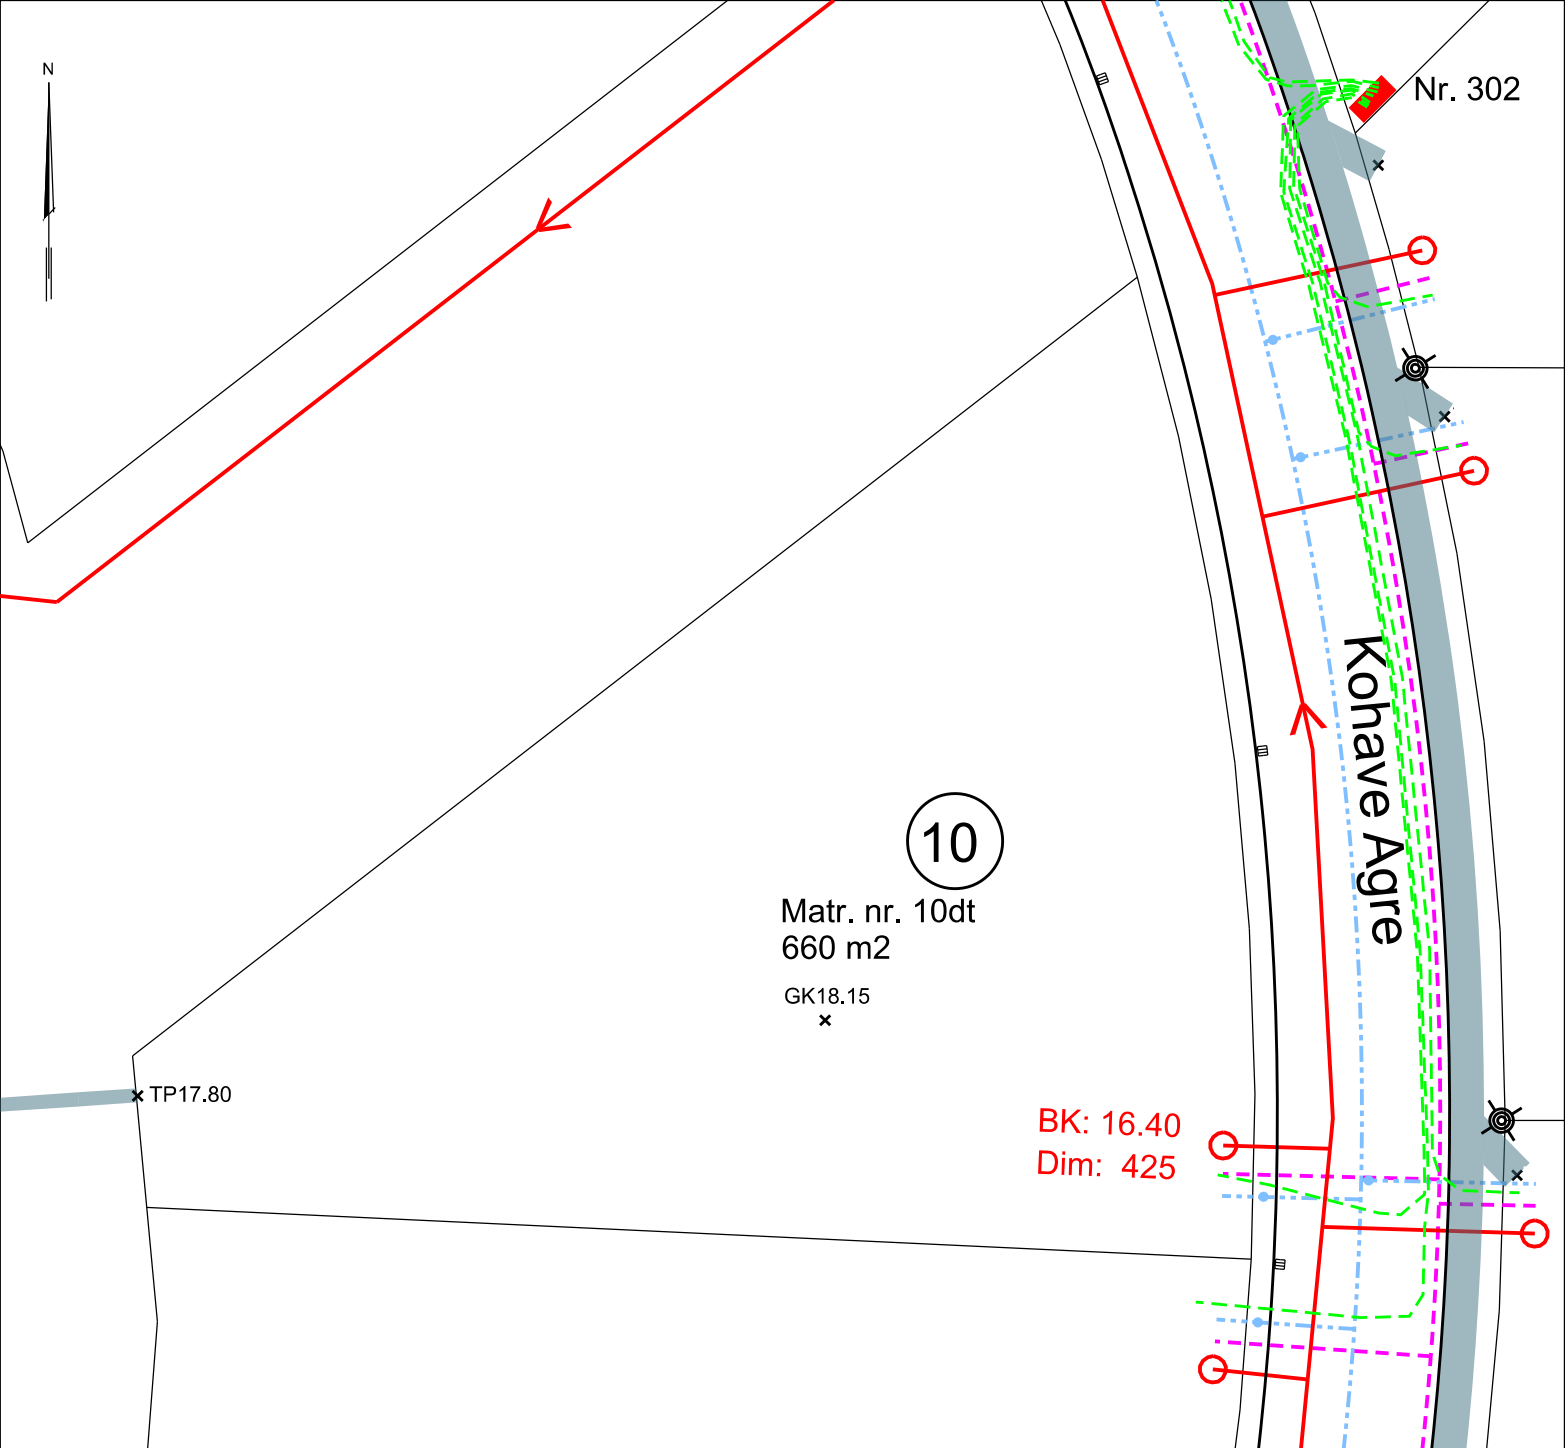 N
Nr. 302
Kohave Agre
10
Matr. nr. 10dt
660 m2
GK18.15
TP17.80
BK: 16.40
Dim: 425